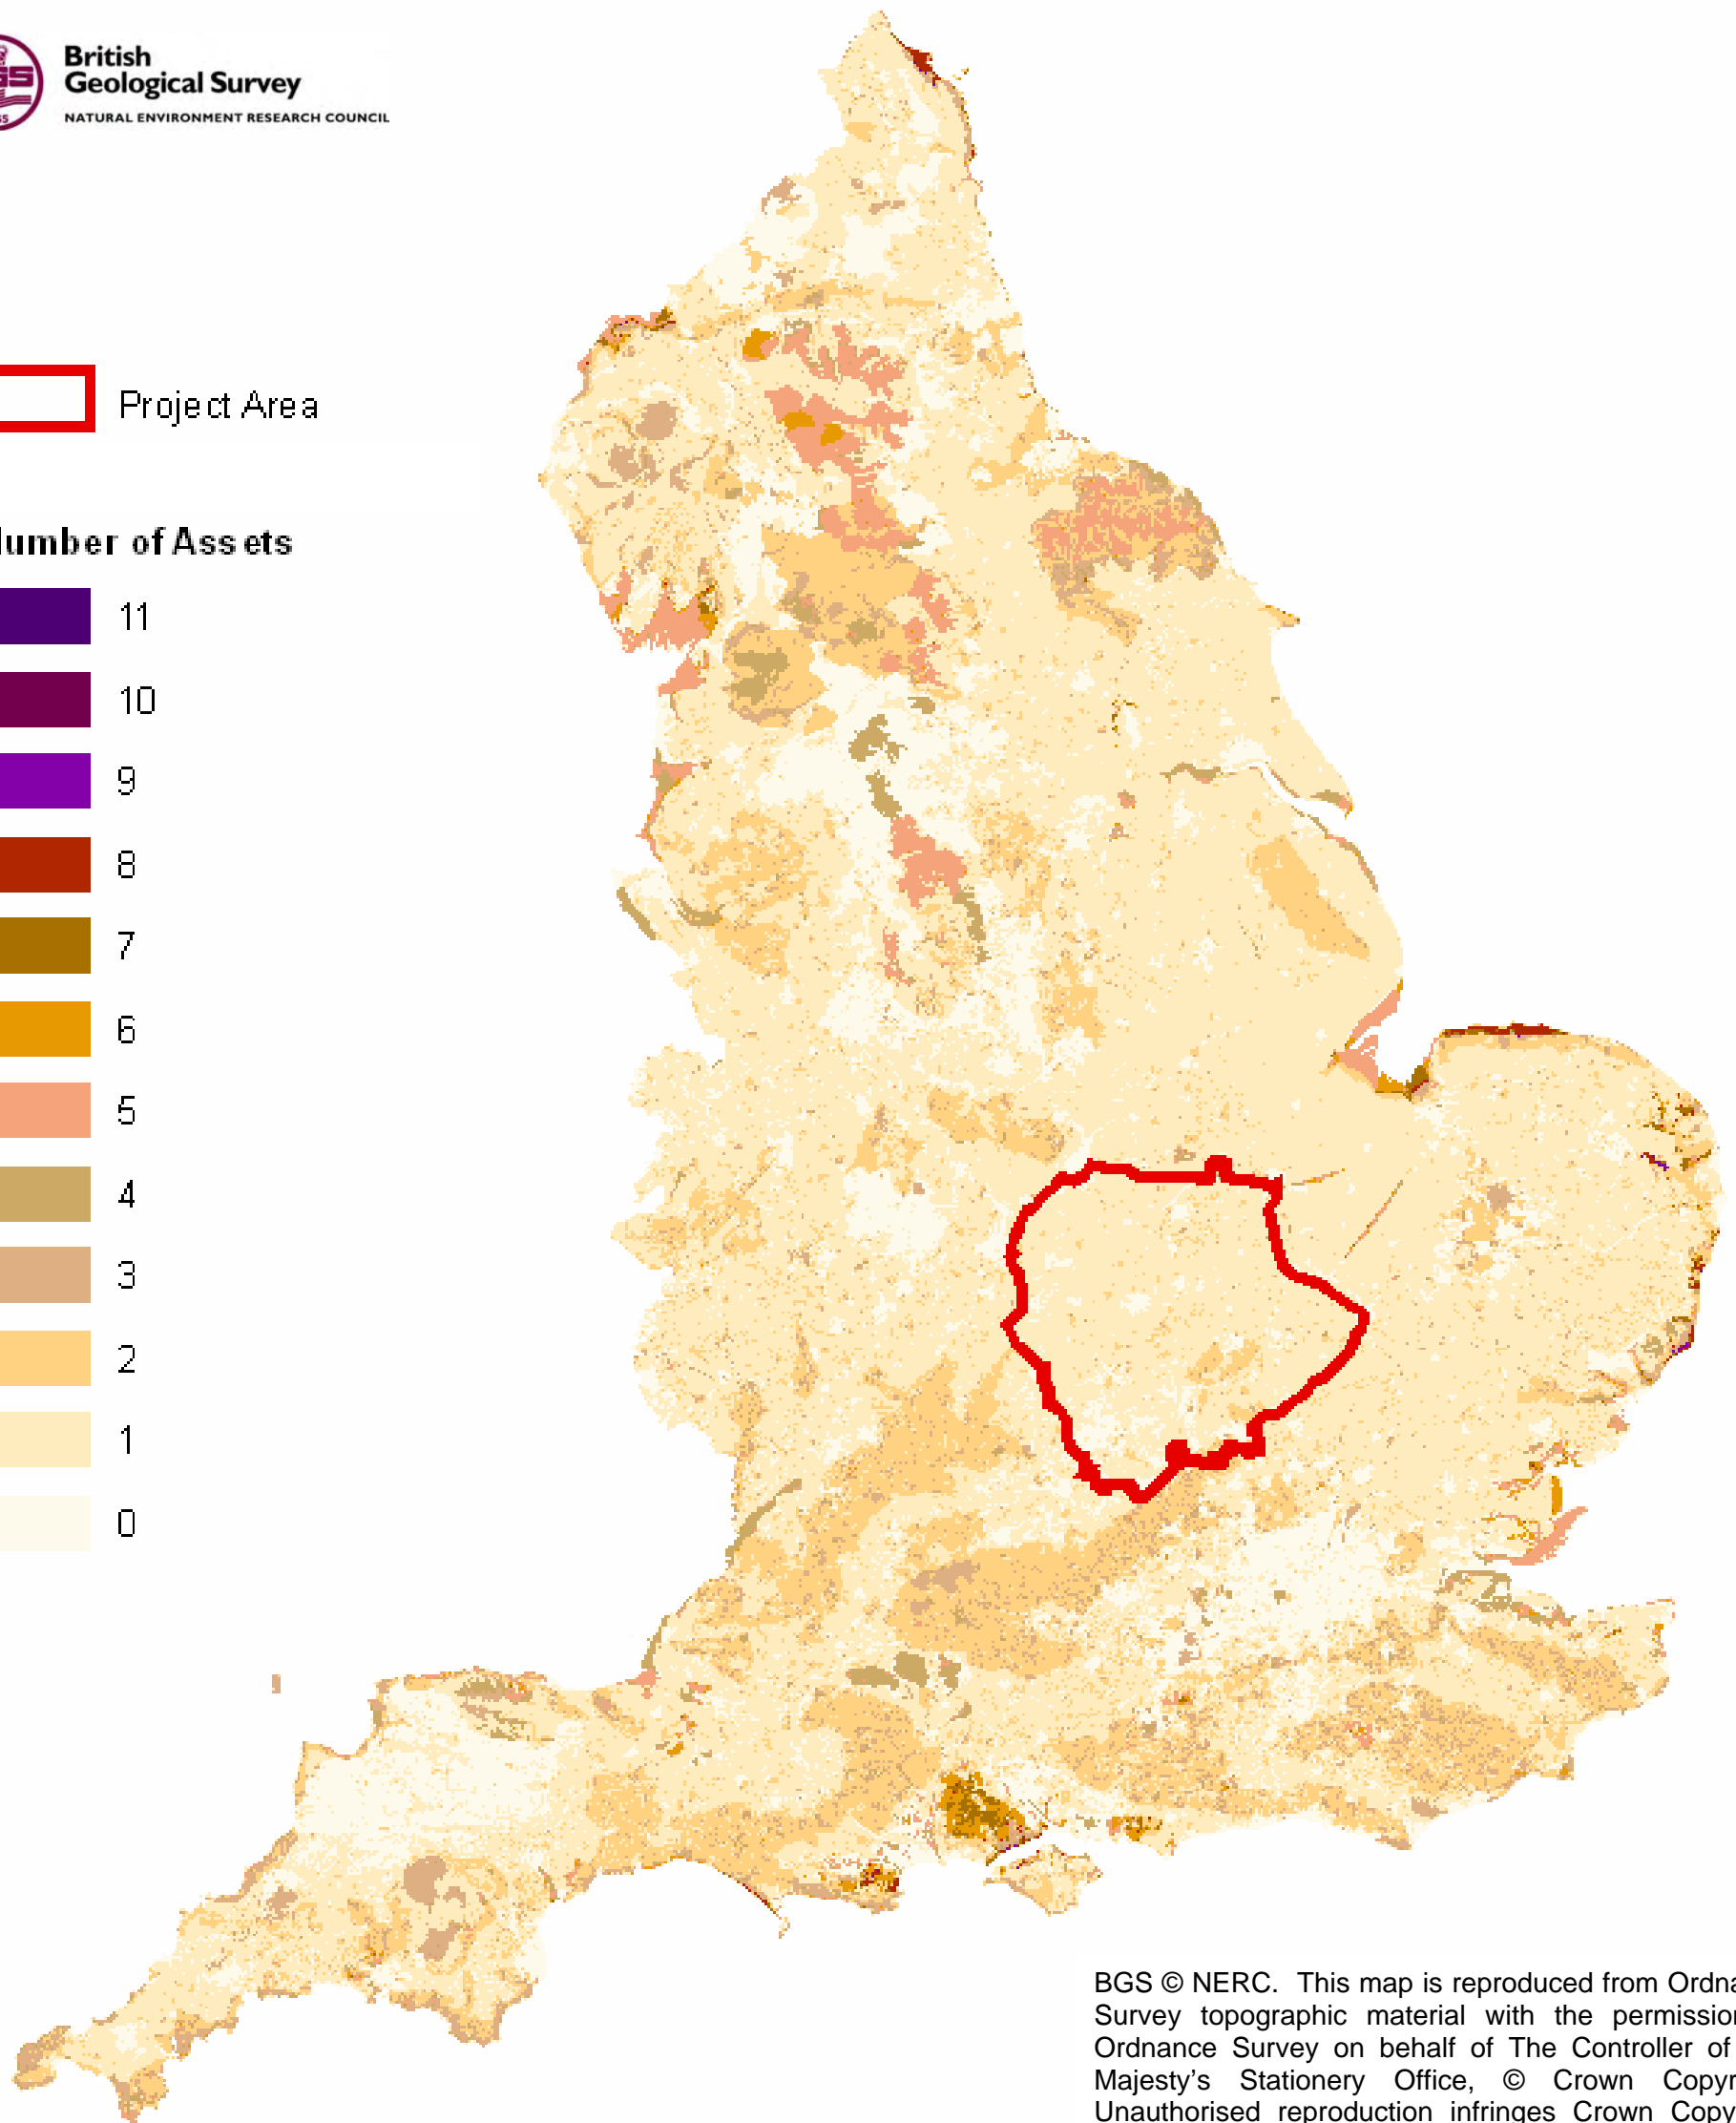 British
Geological Survey
NATURAL ENVIRONMENT RESEARCH COUNCIL
Project Area
umber of Assets
11
10
9
8
7
6
5
4
3
2
1
0
BGS © NERC. This map is reproduced from Ordna
Survey topographic material with the permission
Ordnance Survey on behalf of The Controller of
Majesty's Stationery Office, © Crown Copyr
Unauthorised reproduction infringes Crown Copy